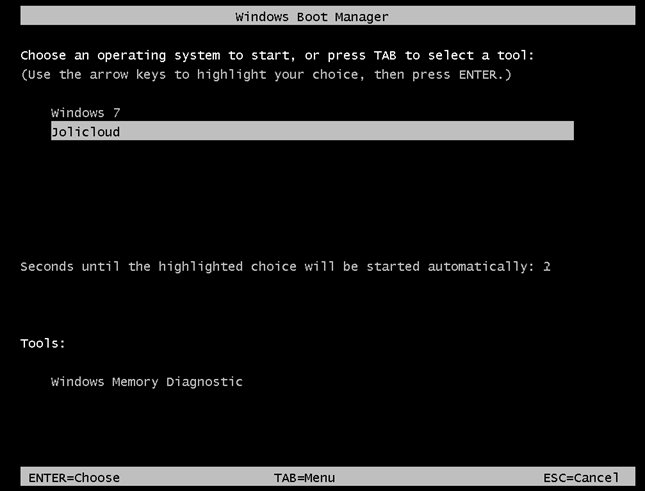 Windows Boot Manager
Choose an operating system to start, or press TAB to select a tool:
(Use the arrow keys to highlight your choice, then press ENTER.)
Windows 7
Jolicloud
Seconds until the highlighted choice will be started automatically: 2
Tools:
Windows Memory Diagnostic
ENTER=Choose TAB=Menu ESC=Cancel